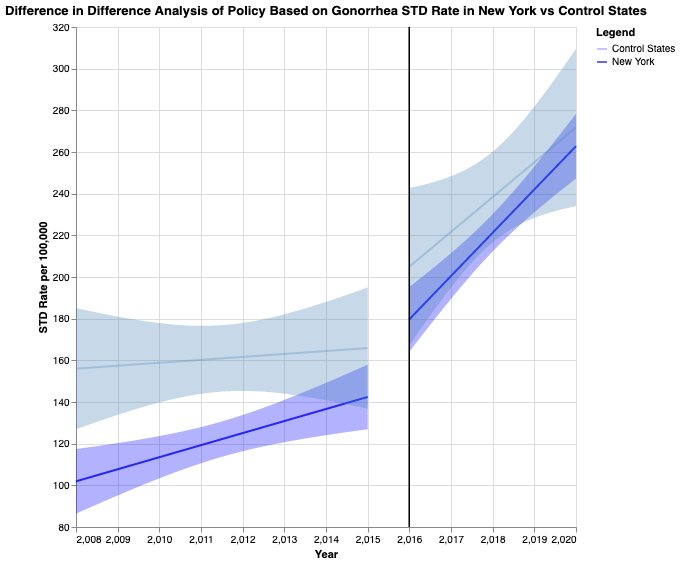 Difference in Difference Analysis of Policy Based on Gonorrhea STD Rate in New York vs Control States
Legend
Control States
New York
STD Rate per 100,000
320
300
280
260
240
220
200
180
160
140
120
100
80
2,008 2,009 2,010 2,011 2,012 2,013 2,014 2,015 2,016 2,017 2,018 2,019 2,020
Year